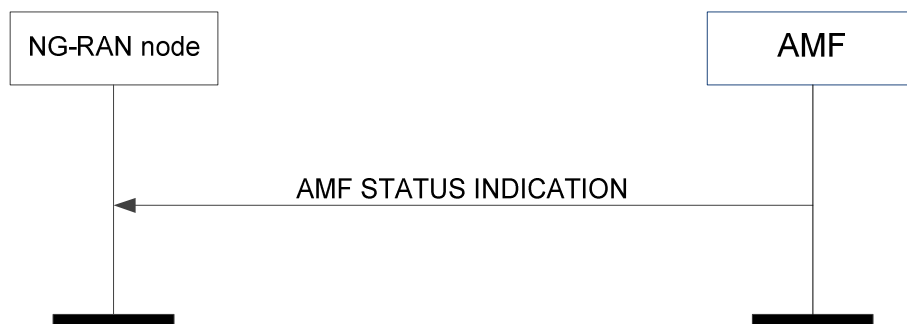 NG-RAN node
AMF
AMF STATUS INDICATION